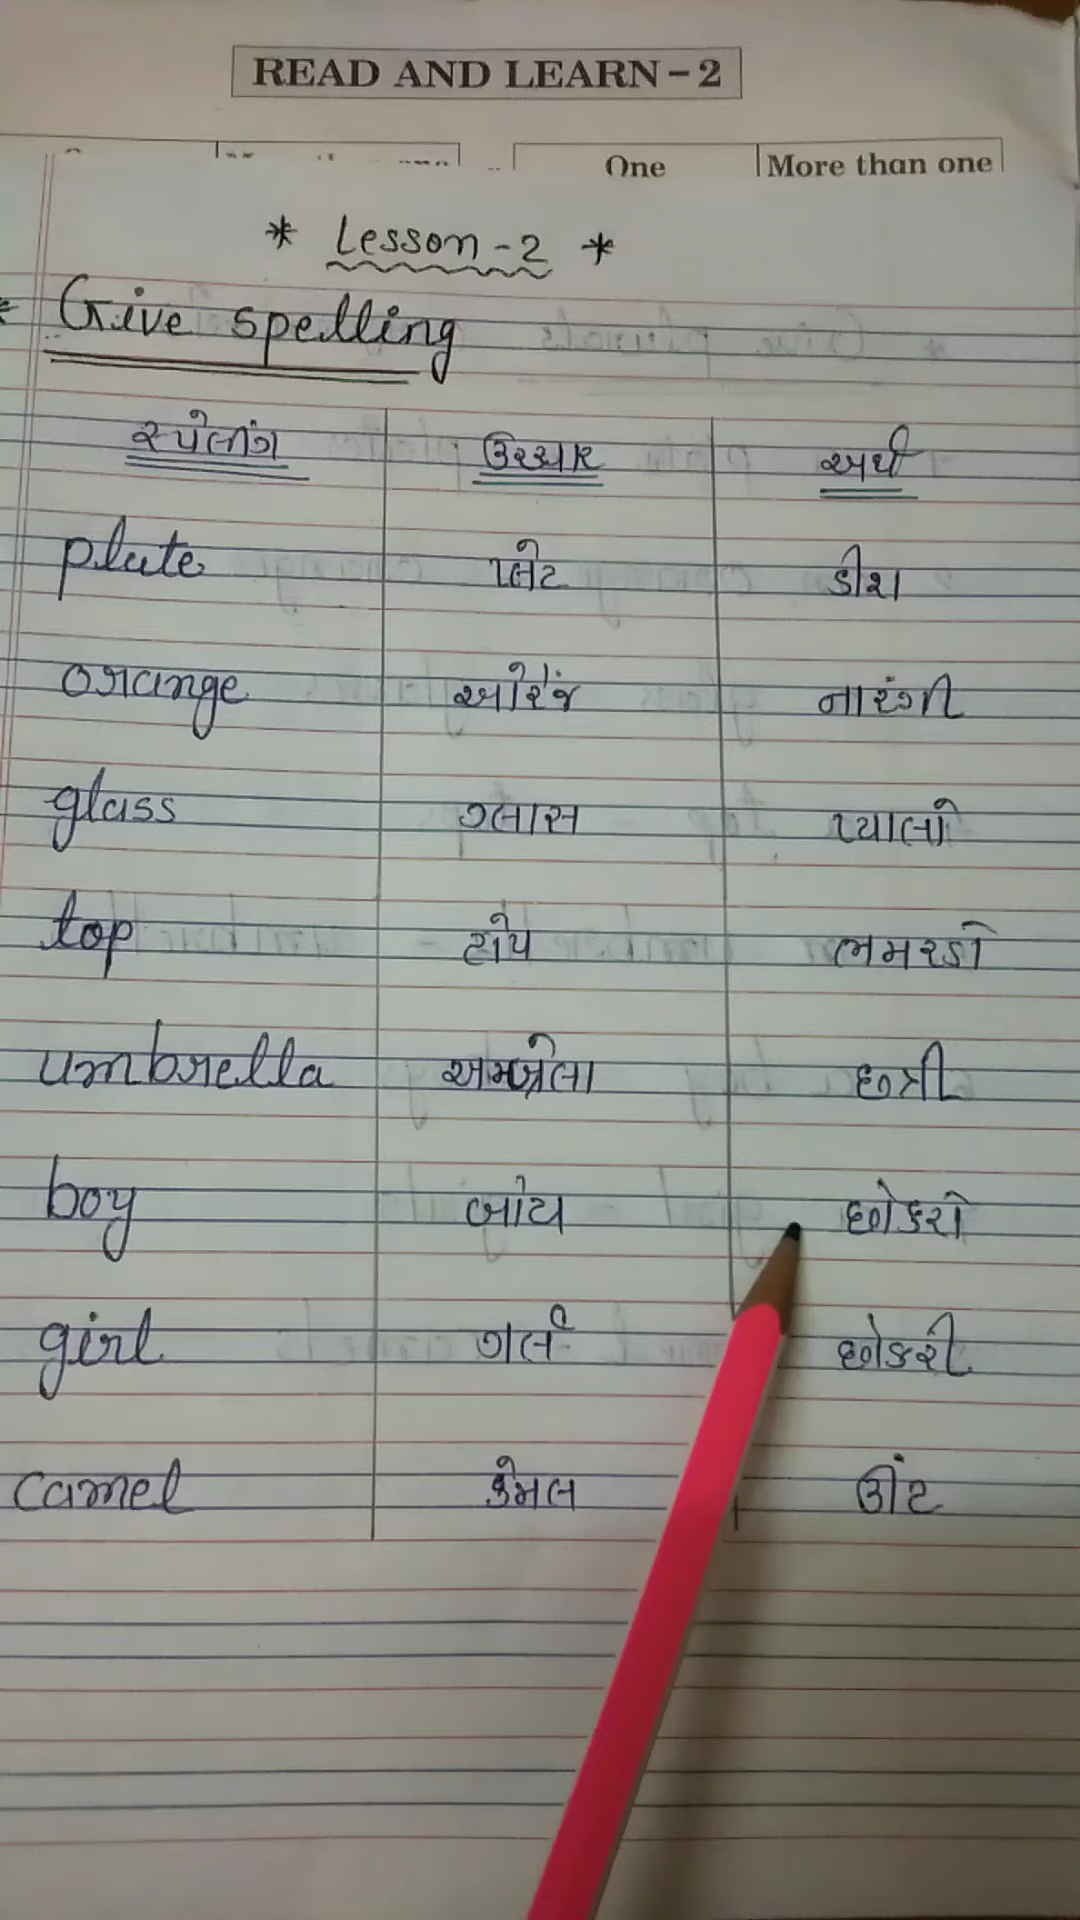 READ AND LEARN – 2
One More than one
* Lesson - 2 *
* Give spelling
સ્પેલીંગ ઉચ્ચાર અર્થ
plate પ્લેટ ડીશ
orange ઓરેંજ નારંગી
glass ગ્લાસ પ્યાલો
top ટોપ ભમરડો
umbrella અમ્બ્રેલા છત્રી
boy બોય છોકરો
girl ગર્લ છોકરી
camel કેમલ ઊંટ